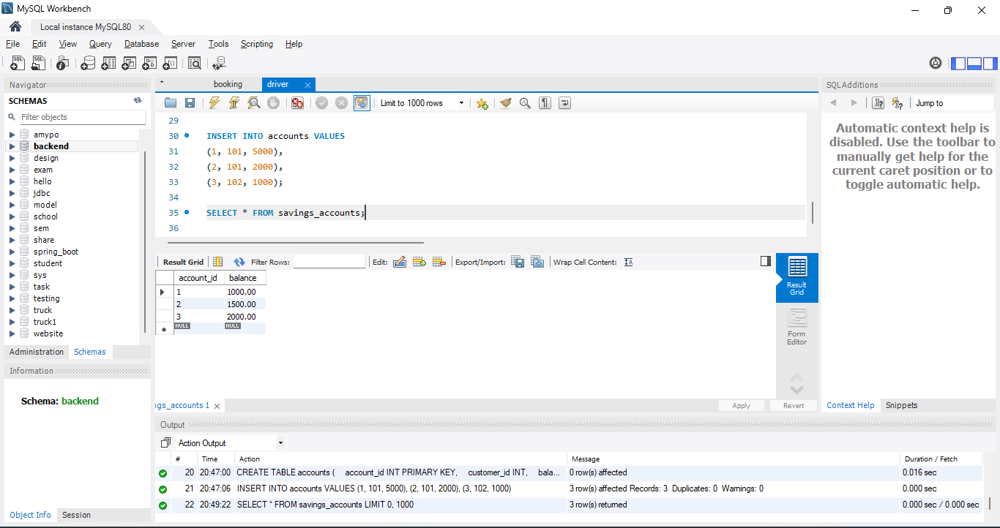 MySQL Workbench
Local instance MySQL80
File Edit View Query Database Server Tools Scripting Help
Navigator
SCHEMAS
Filter objects
amypo
backend
design
exam
hello
jdbc
model
school
sem
share
spring_boot
student
sys
task
testing
truck
truck1
website
Administration Schemas
Information
Schema: backend
Object Info Session
booking driver
Limit to 1000 rows
29
30 INSERT INTO accounts VALUES
31 (1, 101, 5000),
32 (2, 101, 2000),
33 (3, 102, 1000);
34
35 SELECT * FROM savings_accounts;
36
Result Grid Filter Rows: Edit: Export/Import: Wrap Cell Content:
account_id balance
1 1000.00
2 1500.00
3 2000.00
NULL NULL
Result Grid
Form Editor
ngs_accounts 1
Apply Revert
SQLAdditions
Jump to
Automatic context help is
disabled. Use the toolbar to
manually get help for the
current caret position or to
toggle automatic help.
Context Help Snippets
Output
Action Output
# Time Action Message Duration / Fetch
20 20:47:00 CREATE TABLE accounts ( account_id INT PRIMARY KEY, customer_id INT, bala... 0 row(s) affected 0.016 sec
21 20:47:06 INSERT INTO accounts VALUES (1, 101, 5000), (2, 101, 2000), (3, 102, 1000) 3 row(s) affected Records: 3 Duplicates: 0 Warnings: 0 0.000 sec
22 20:49:22 SELECT * FROM savings_accounts LIMIT 0, 1000 3 row(s) returned 0.000 sec / 0.000 sec